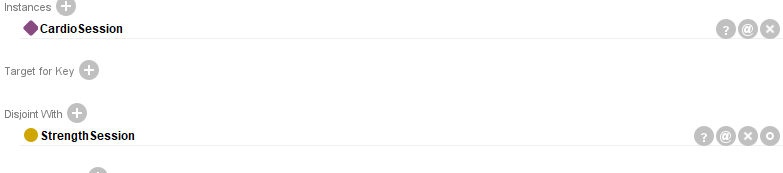 Instances
CardioSession
Target for Key
Disjoint With
StrengthSession